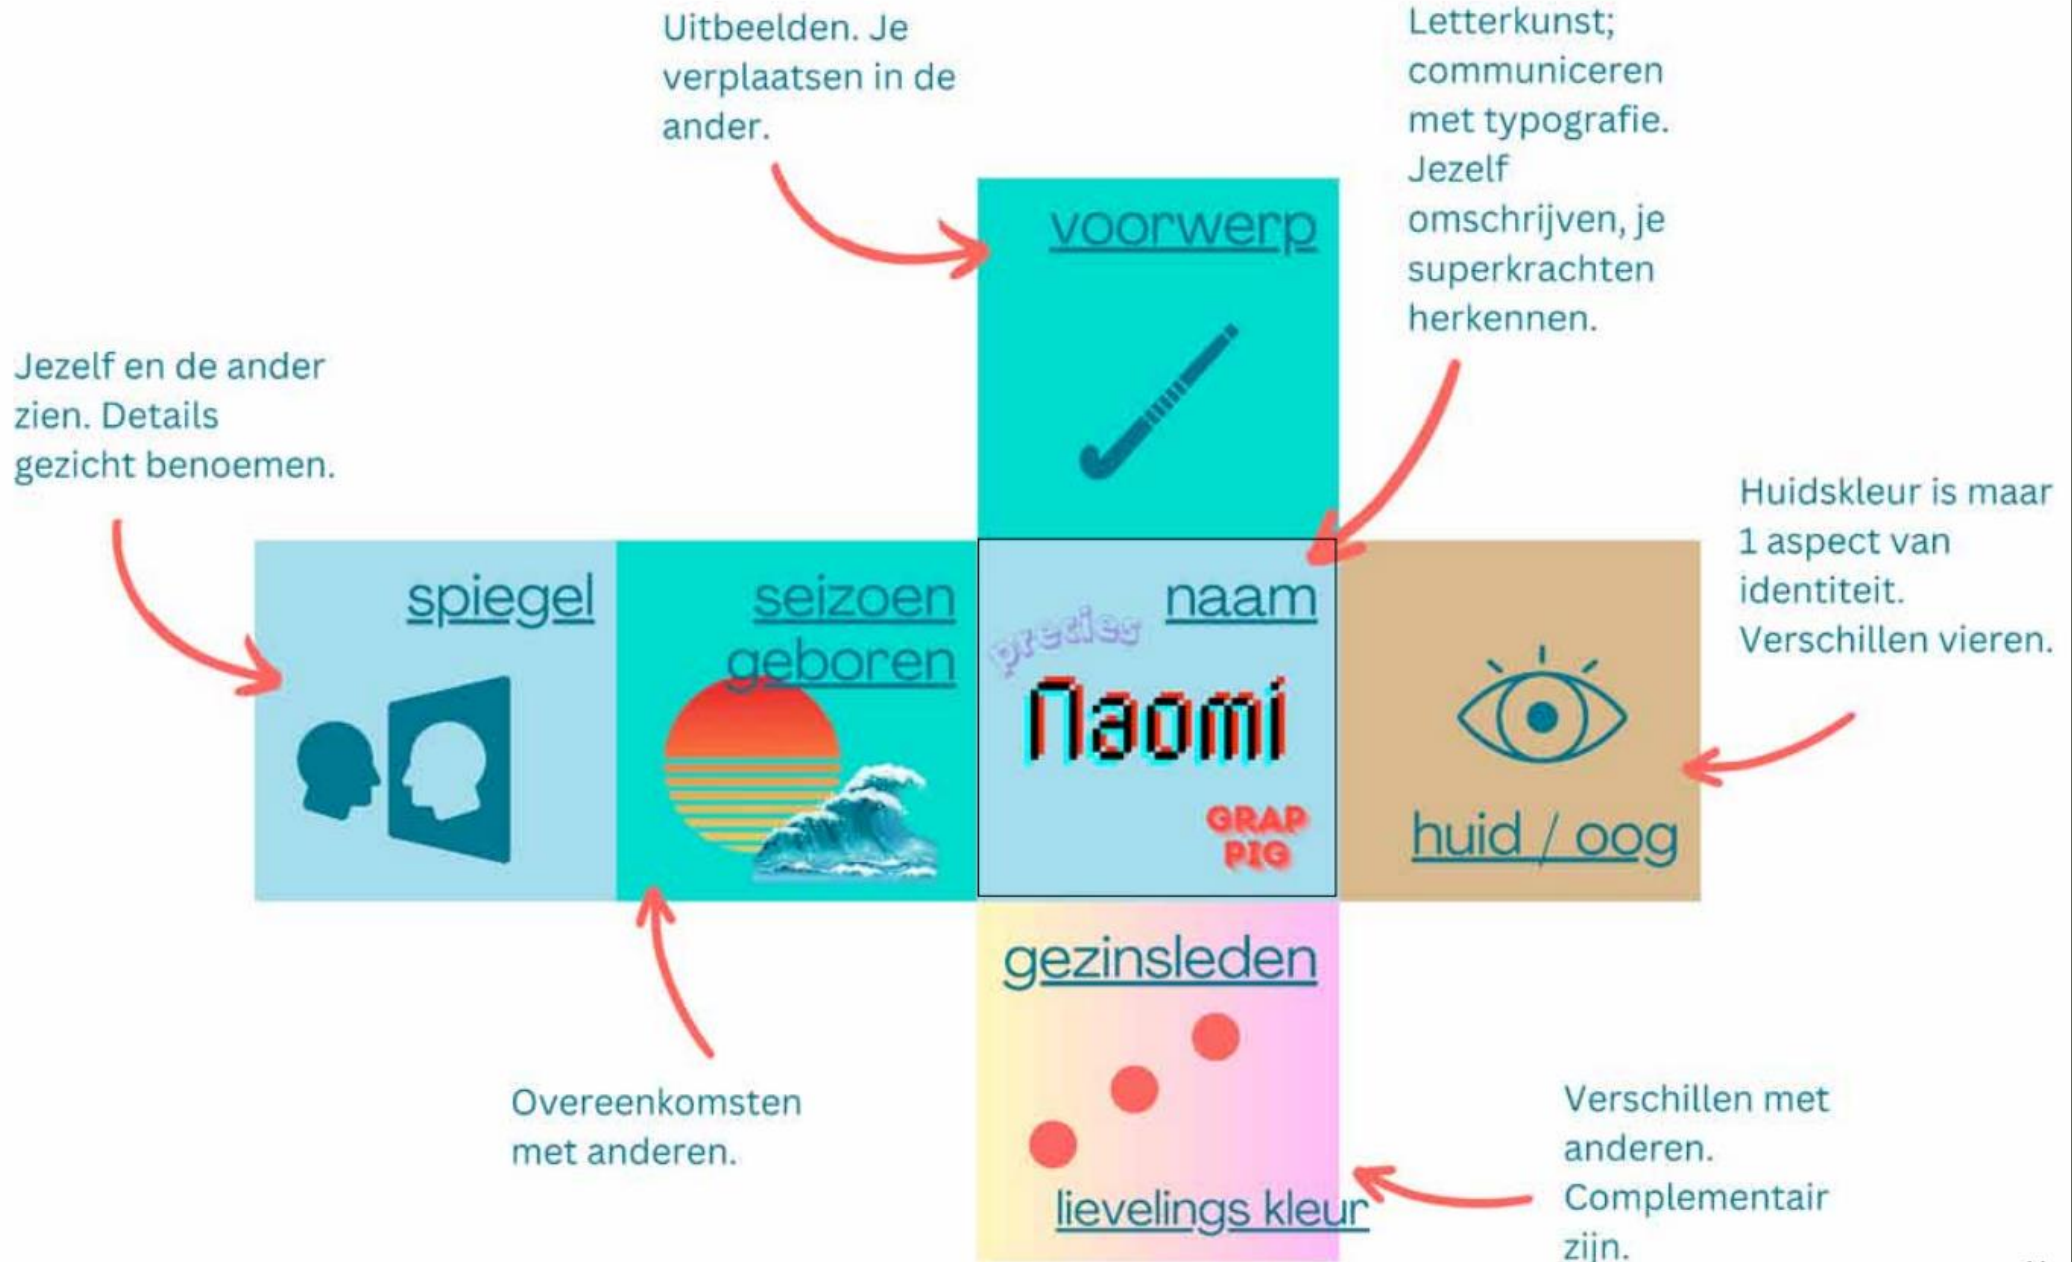 Uitbeelden. Je
verplaatsen in de
ander.
Letterkunst;
communiceren
met typografie.
Jezelf
omschrijven, je
superkrachten
herkennen.
voorwerp
Jezelf en de ander
zien. Details
gezicht benoemen.
Huidskleur is maar
1 aspect van
identiteit.
Verschillen vieren.
spiegel
seizoen
geboren
naam
precies
Naomi
GRAP
PIG
huid / oog
gezinsleden
lievelings kleur
Overeenkomsten
met anderen.
Verschillen met
anderen.
Complementair
zijn.